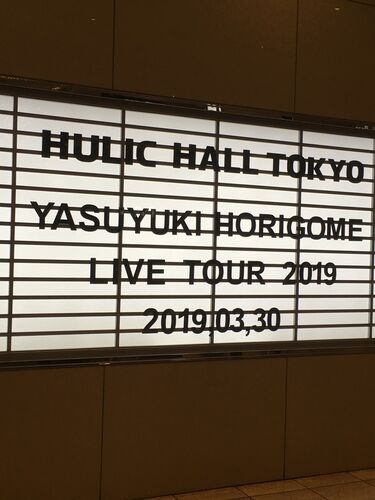 HULIC HALL TOKYO
YASUYUKI HORIGOME
LIVE TOUR 2019
2019,03,30